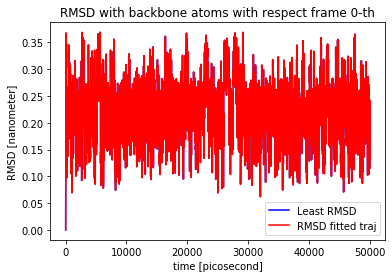 RMSD with backbone atoms with respect frame 0-th
RMSD [nanometer]
0.35
0.30
0.25
0.20
0.15
0.10
0.05
0.00
Least RMSD
RMSD fitted traj
0 10000 20000 30000 40000 50000
time [picosecond]